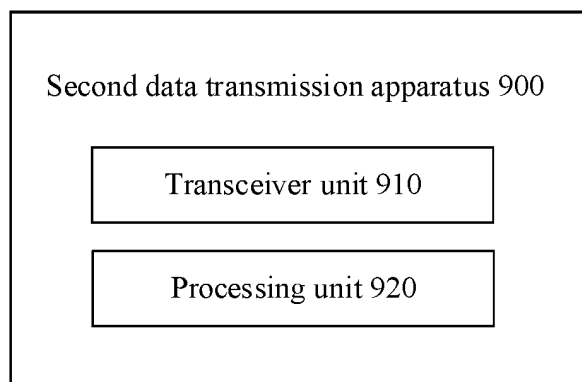 Second data transmission apparatus 900
Transceiver unit 910
Processing unit 920